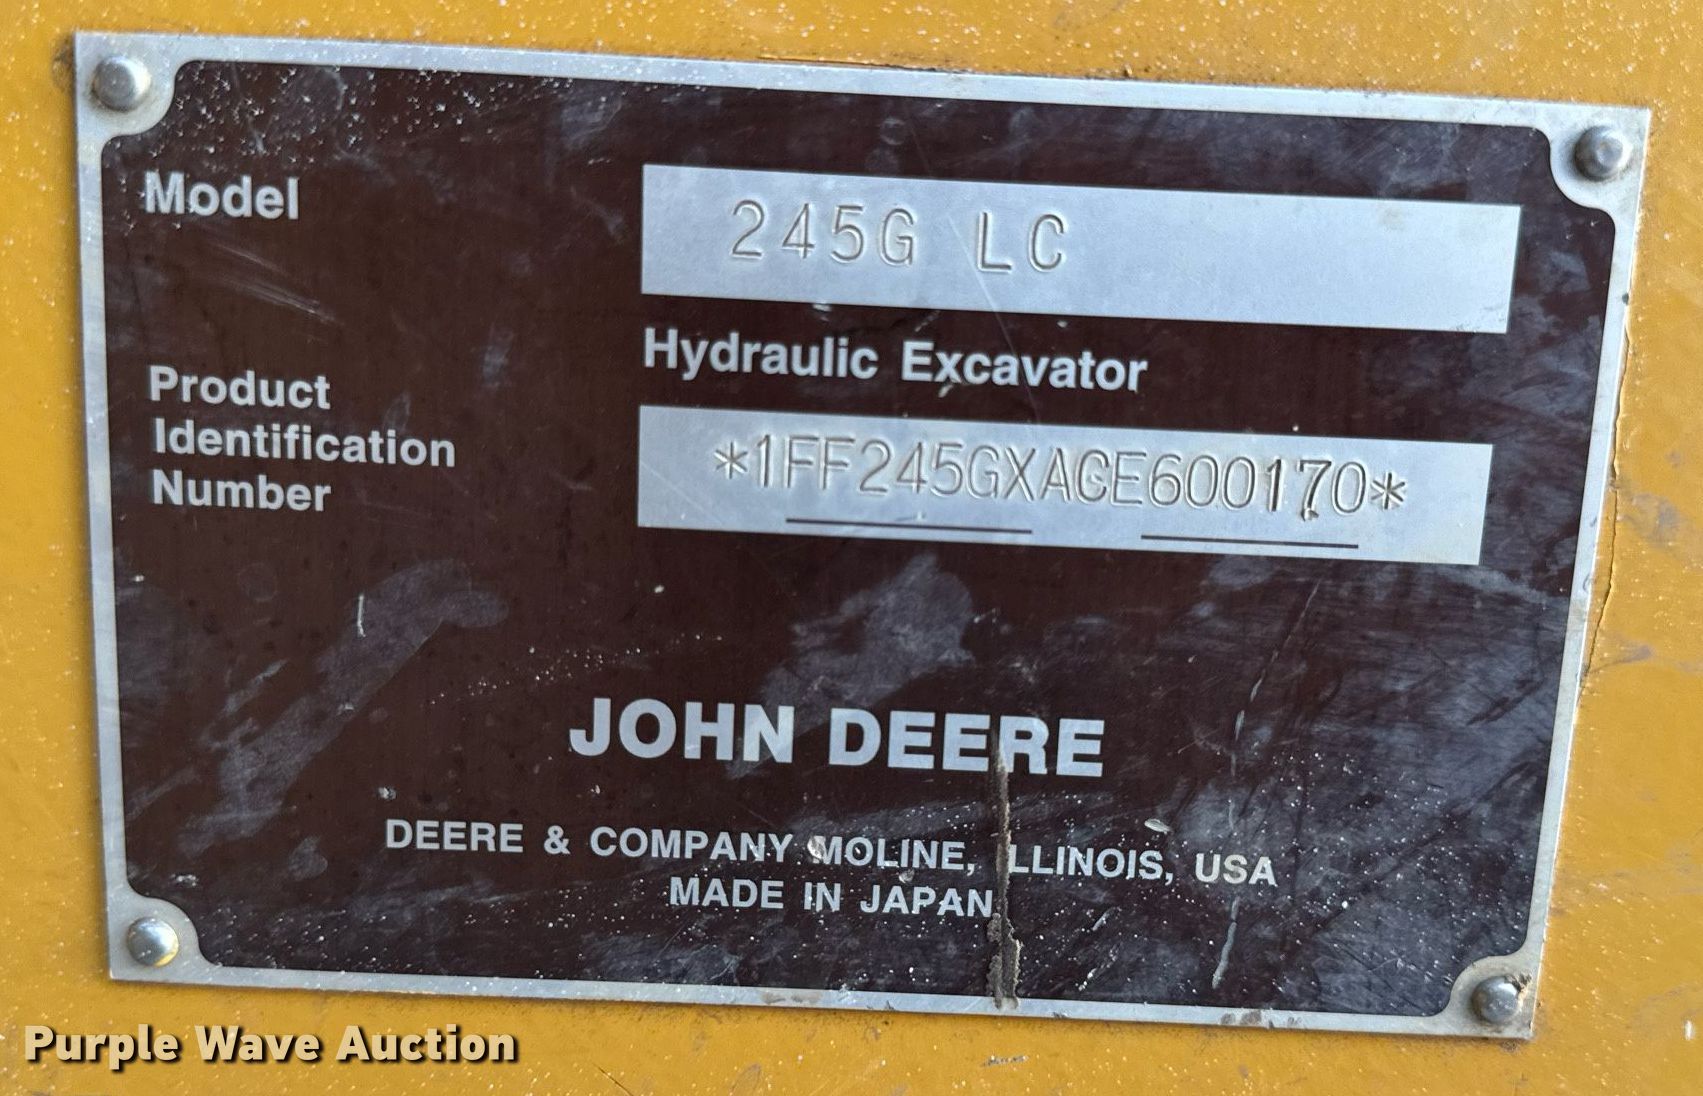 Model
245G LC
Hydraulic Excavator
Product
Identification
Number
*1FF245GXACE600170*
JOHN DEERE
DEERE & COMPANY MOLINE, ILLINOIS, USA
MADE IN JAPAN
Purple Wave Auction